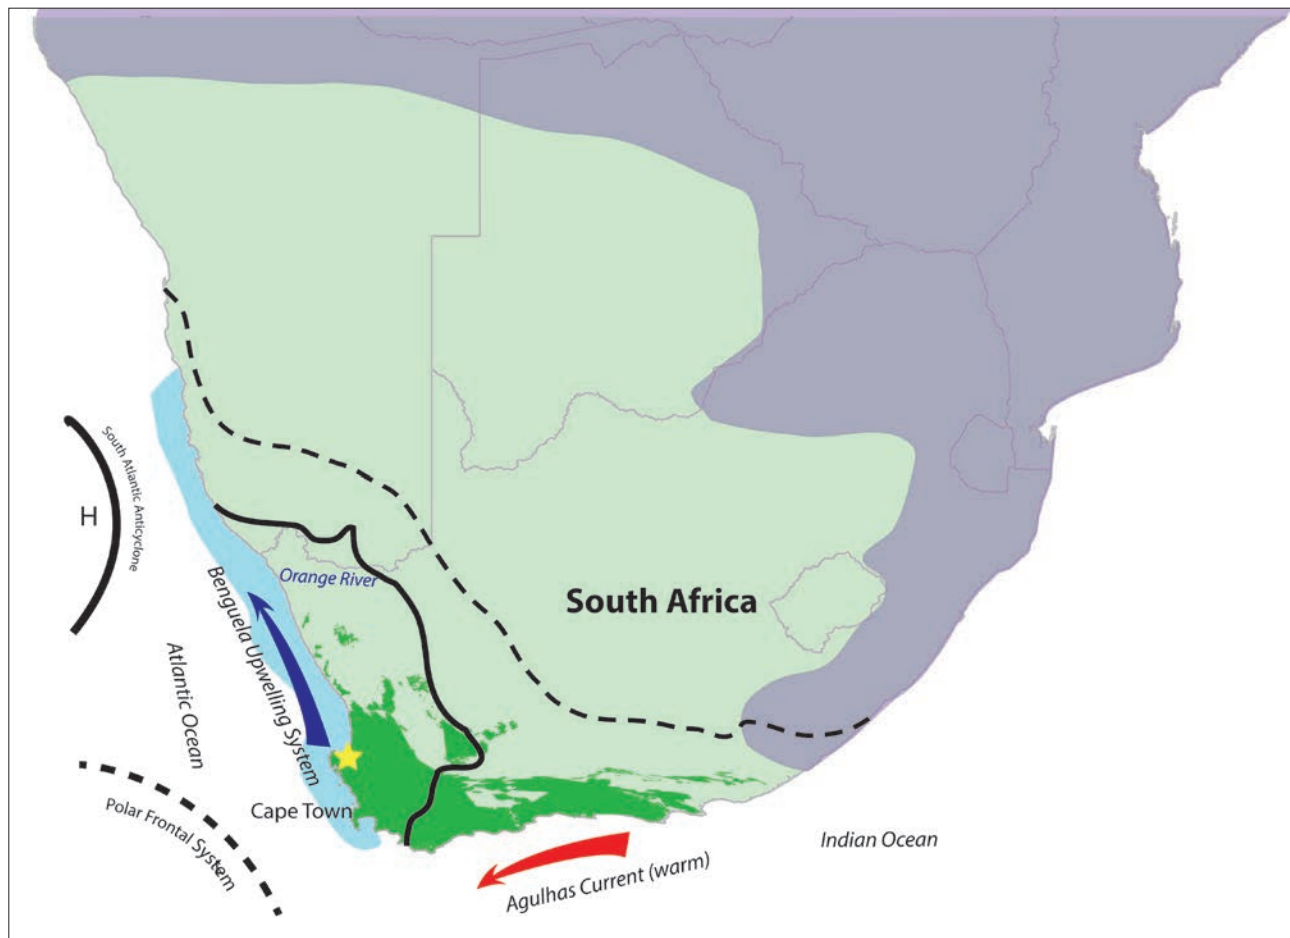 South Atlantic Anticyclone
H
Orange River
South Africa
Benguela Upwelling System
Atlantic Ocean
Cape Town
Polar Frontal System
Indian Ocean
Agulhas Current (warm)